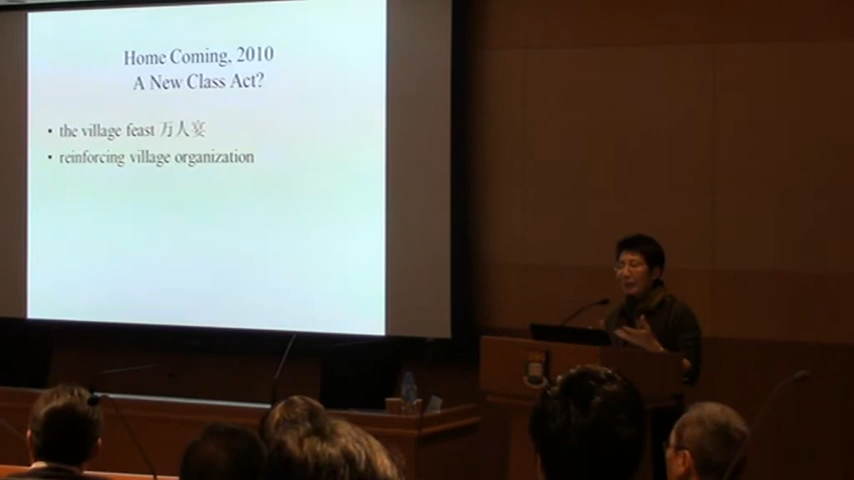 Home Coming, 2010
A New Class Act?
• the village feast 万人宴
• reinforcing village organization